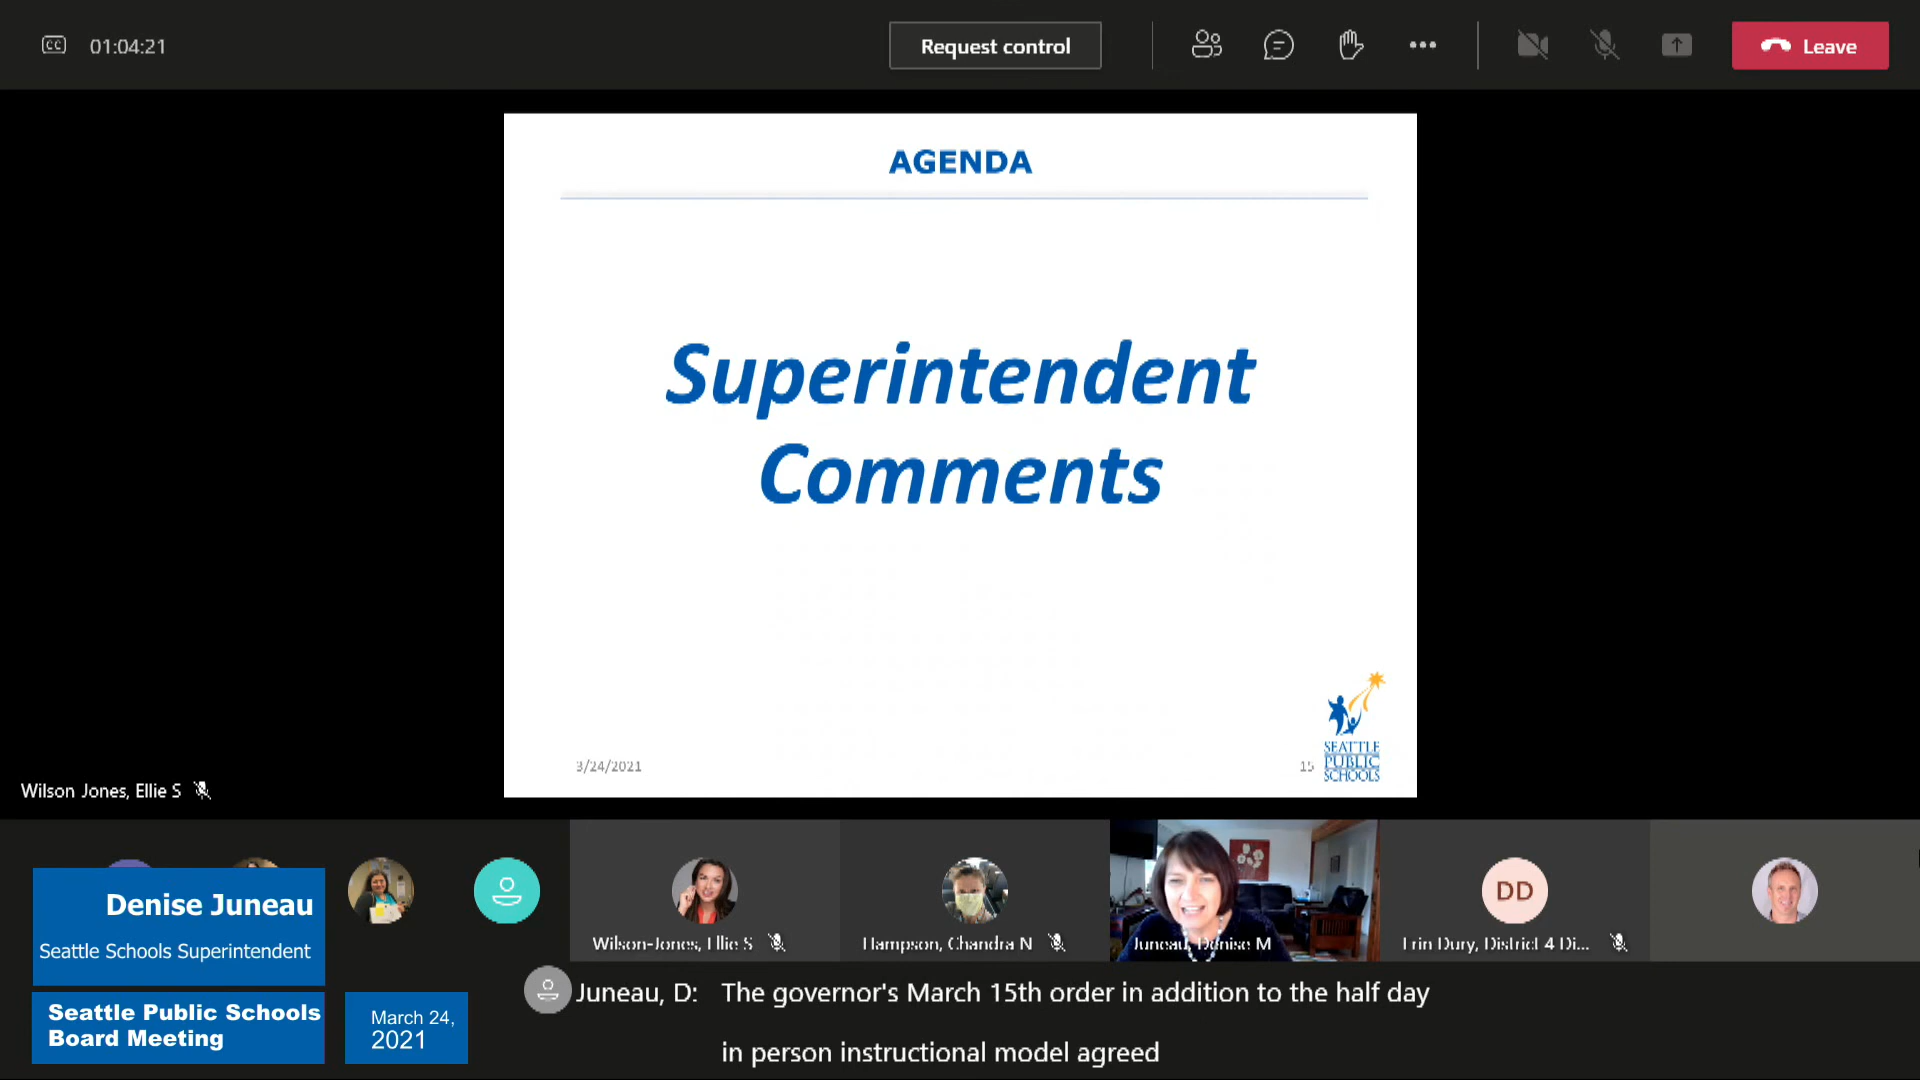 CC
01:04:21
Request control
Leave
AGENDA
Superintendent
Comments
3/24/2021
15
SEATTLE
PUBLIC
SCHOOLS
Wilson Jones, Ellie S
Denise Juneau
Seattle Schools Superintendent
Seattle Public Schools
Board Meeting
March 24,
2021
Wilson-Jones, Ellie S
Hampson, Chandra N
Juneau, Denise M
DD
Erin Dury, District 4 Di...
Juneau, D: The governor's March 15th order in addition to the half day
in person instructional model agreed